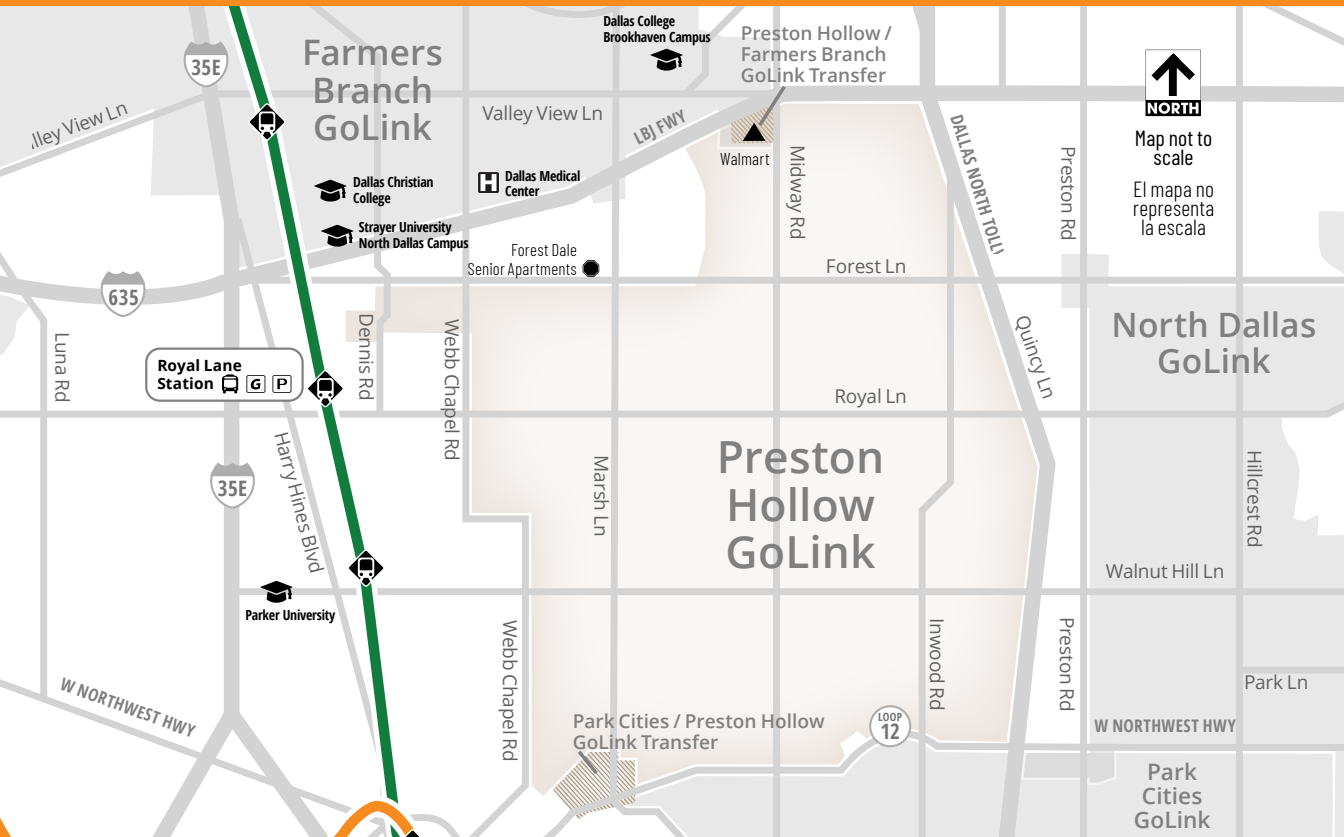 Dallas College
Brookhaven Campus
Preston Hollow /
Farmers Branch
GoLink Transfer
35E
Farmers
Branch
GoLink
NORTH
Map not to
scale
El mapa no
representa
la escala
lley View Ln
Valley View Ln
LBJ FWY
Walmart
Midway Rd
DALLAS NORTH TOLL
Preston Rd
Dallas Christian
College
Dallas Medical
Center
H
Strayer University
North Dallas Campus
Forest Dale
Senior Apartments
Forest Ln
635
Luna Rd
Royal Lane
Station G P
Dennis Rd
Webb Chapel Rd
Quincy Ln
North Dallas
GoLink
Royal Ln
Harry Hines Blvd
35E
Marsh Ln
Preston
Hollow
GoLink
Hillcrest Rd
Walnut Hill Ln
Parker University
Webb Chapel Rd
Inwood Rd
Preston Rd
Park Ln
W NORTHWEST HWY
Park Cities / Preston Hollow
GoLink Transfer
LOOP
12
W NORTHWEST HWY
Park
Cities
GoLink